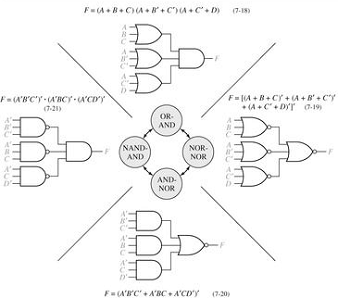 F = (A + B + C) (A + B′ + C′) (A + C′ + D) (7-18)
A
B
C
A
B′
C′
A
C′
D
F
F = (A′B′C′)′ • (A′BC)′ • (A′CD′)′
(7-21)
A′
B′
C′
A′
B
C
A′
C
D′
F
OR-
AND
NAND-
AND
NOR-
NOR
AND-
NOR
F = [(A + B + C)′ + (A + B′ + C′)′
+ (A + C′ + D)′]′ (7-19)
A
B
C
A
B′
C′
A
C′
D
F
A′
B′
C′
A′
B
C
A′
C
D′
F
F = (A′B′C′ + A′BC + A′CD′)′ (7-20)